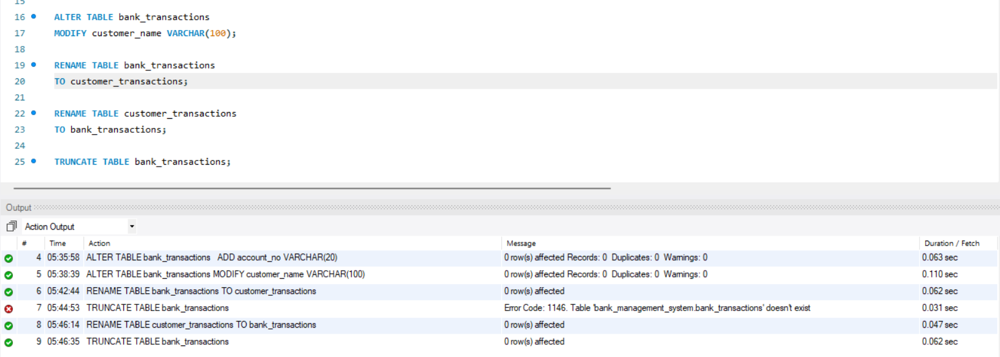 15
16 ALTER TABLE bank_transactions
17 MODIFY customer_name VARCHAR(100);
18
19 RENAME TABLE bank_transactions
20 TO customer_transactions;
21
22 RENAME TABLE customer_transactions
23 TO bank_transactions;
24
25 TRUNCATE TABLE bank_transactions;
Output
Action Output
# Time Action Message Duration / Fetch
4 05:35:58 ALTER TABLE bank_transactions ADD account_no VARCHAR(20) 0 row(s) affected Records: 0 Duplicates: 0 Warnings: 0 0.063 sec
5 05:38:39 ALTER TABLE bank_transactions MODIFY customer_name VARCHAR(100) 0 row(s) affected Records: 0 Duplicates: 0 Warnings: 0 0.110 sec
6 05:42:44 RENAME TABLE bank_transactions TO customer_transactions 0 row(s) affected 0.062 sec
7 05:44:53 TRUNCATE TABLE bank_transactions Error Code: 1146. Table 'bank_management_system.bank_transactions' doesn't exist 0.031 sec
8 05:46:14 RENAME TABLE customer_transactions TO bank_transactions 0 row(s) affected 0.047 sec
9 05:46:35 TRUNCATE TABLE bank_transactions 0 row(s) affected 0.062 sec